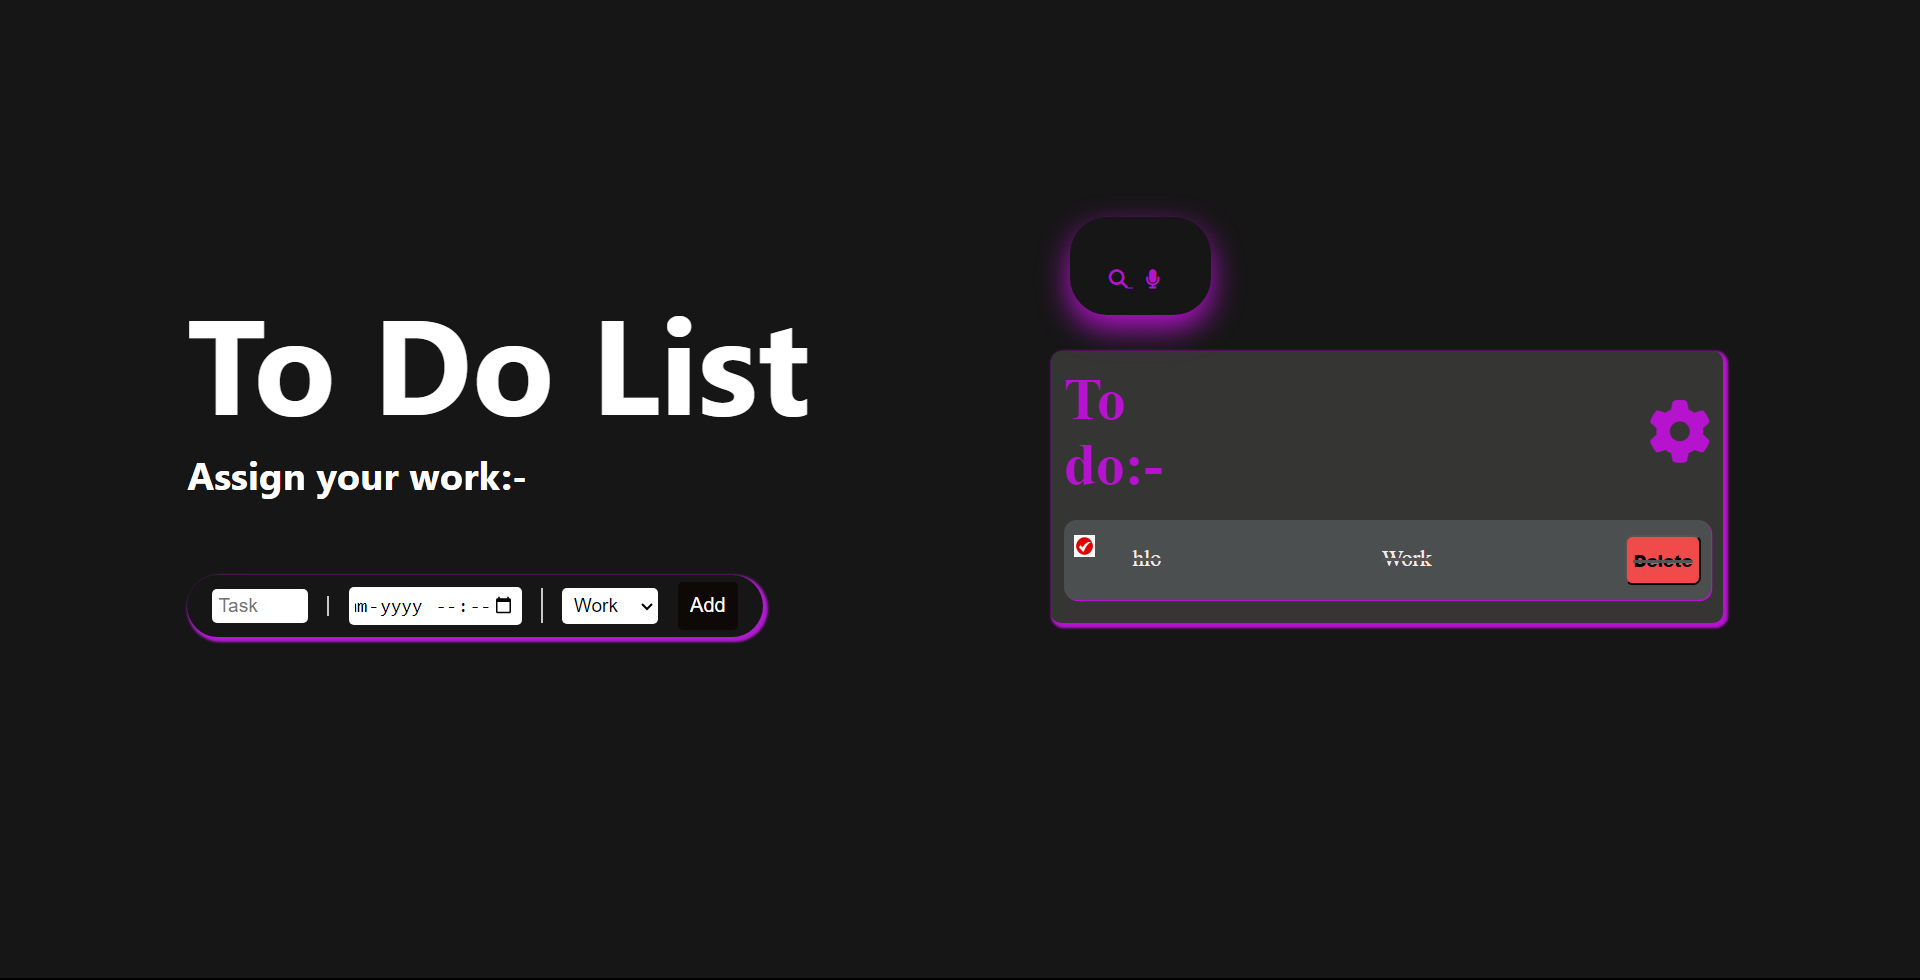 To Do List
Assign your work:-
Task | -yyyy --:-- | Work Add
To
do:-
hlo Work Delete